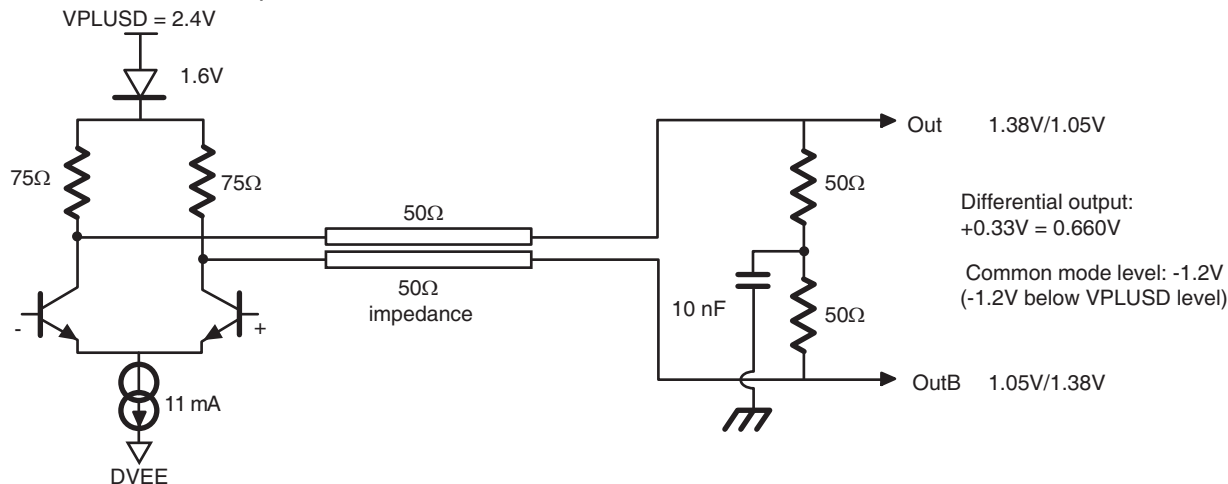 VPLUSD = 2.4V
1.6V
75Ω
75Ω
50Ω
50Ω
impedance
11 mA
DVEE
-
+
10 nF
50Ω
50Ω
Out 1.38V/1.05V
Differential output:
+0.33V = 0.660V
Common mode level: -1.2V
(-1.2V below VPLUSD level)
OutB 1.05V/1.38V